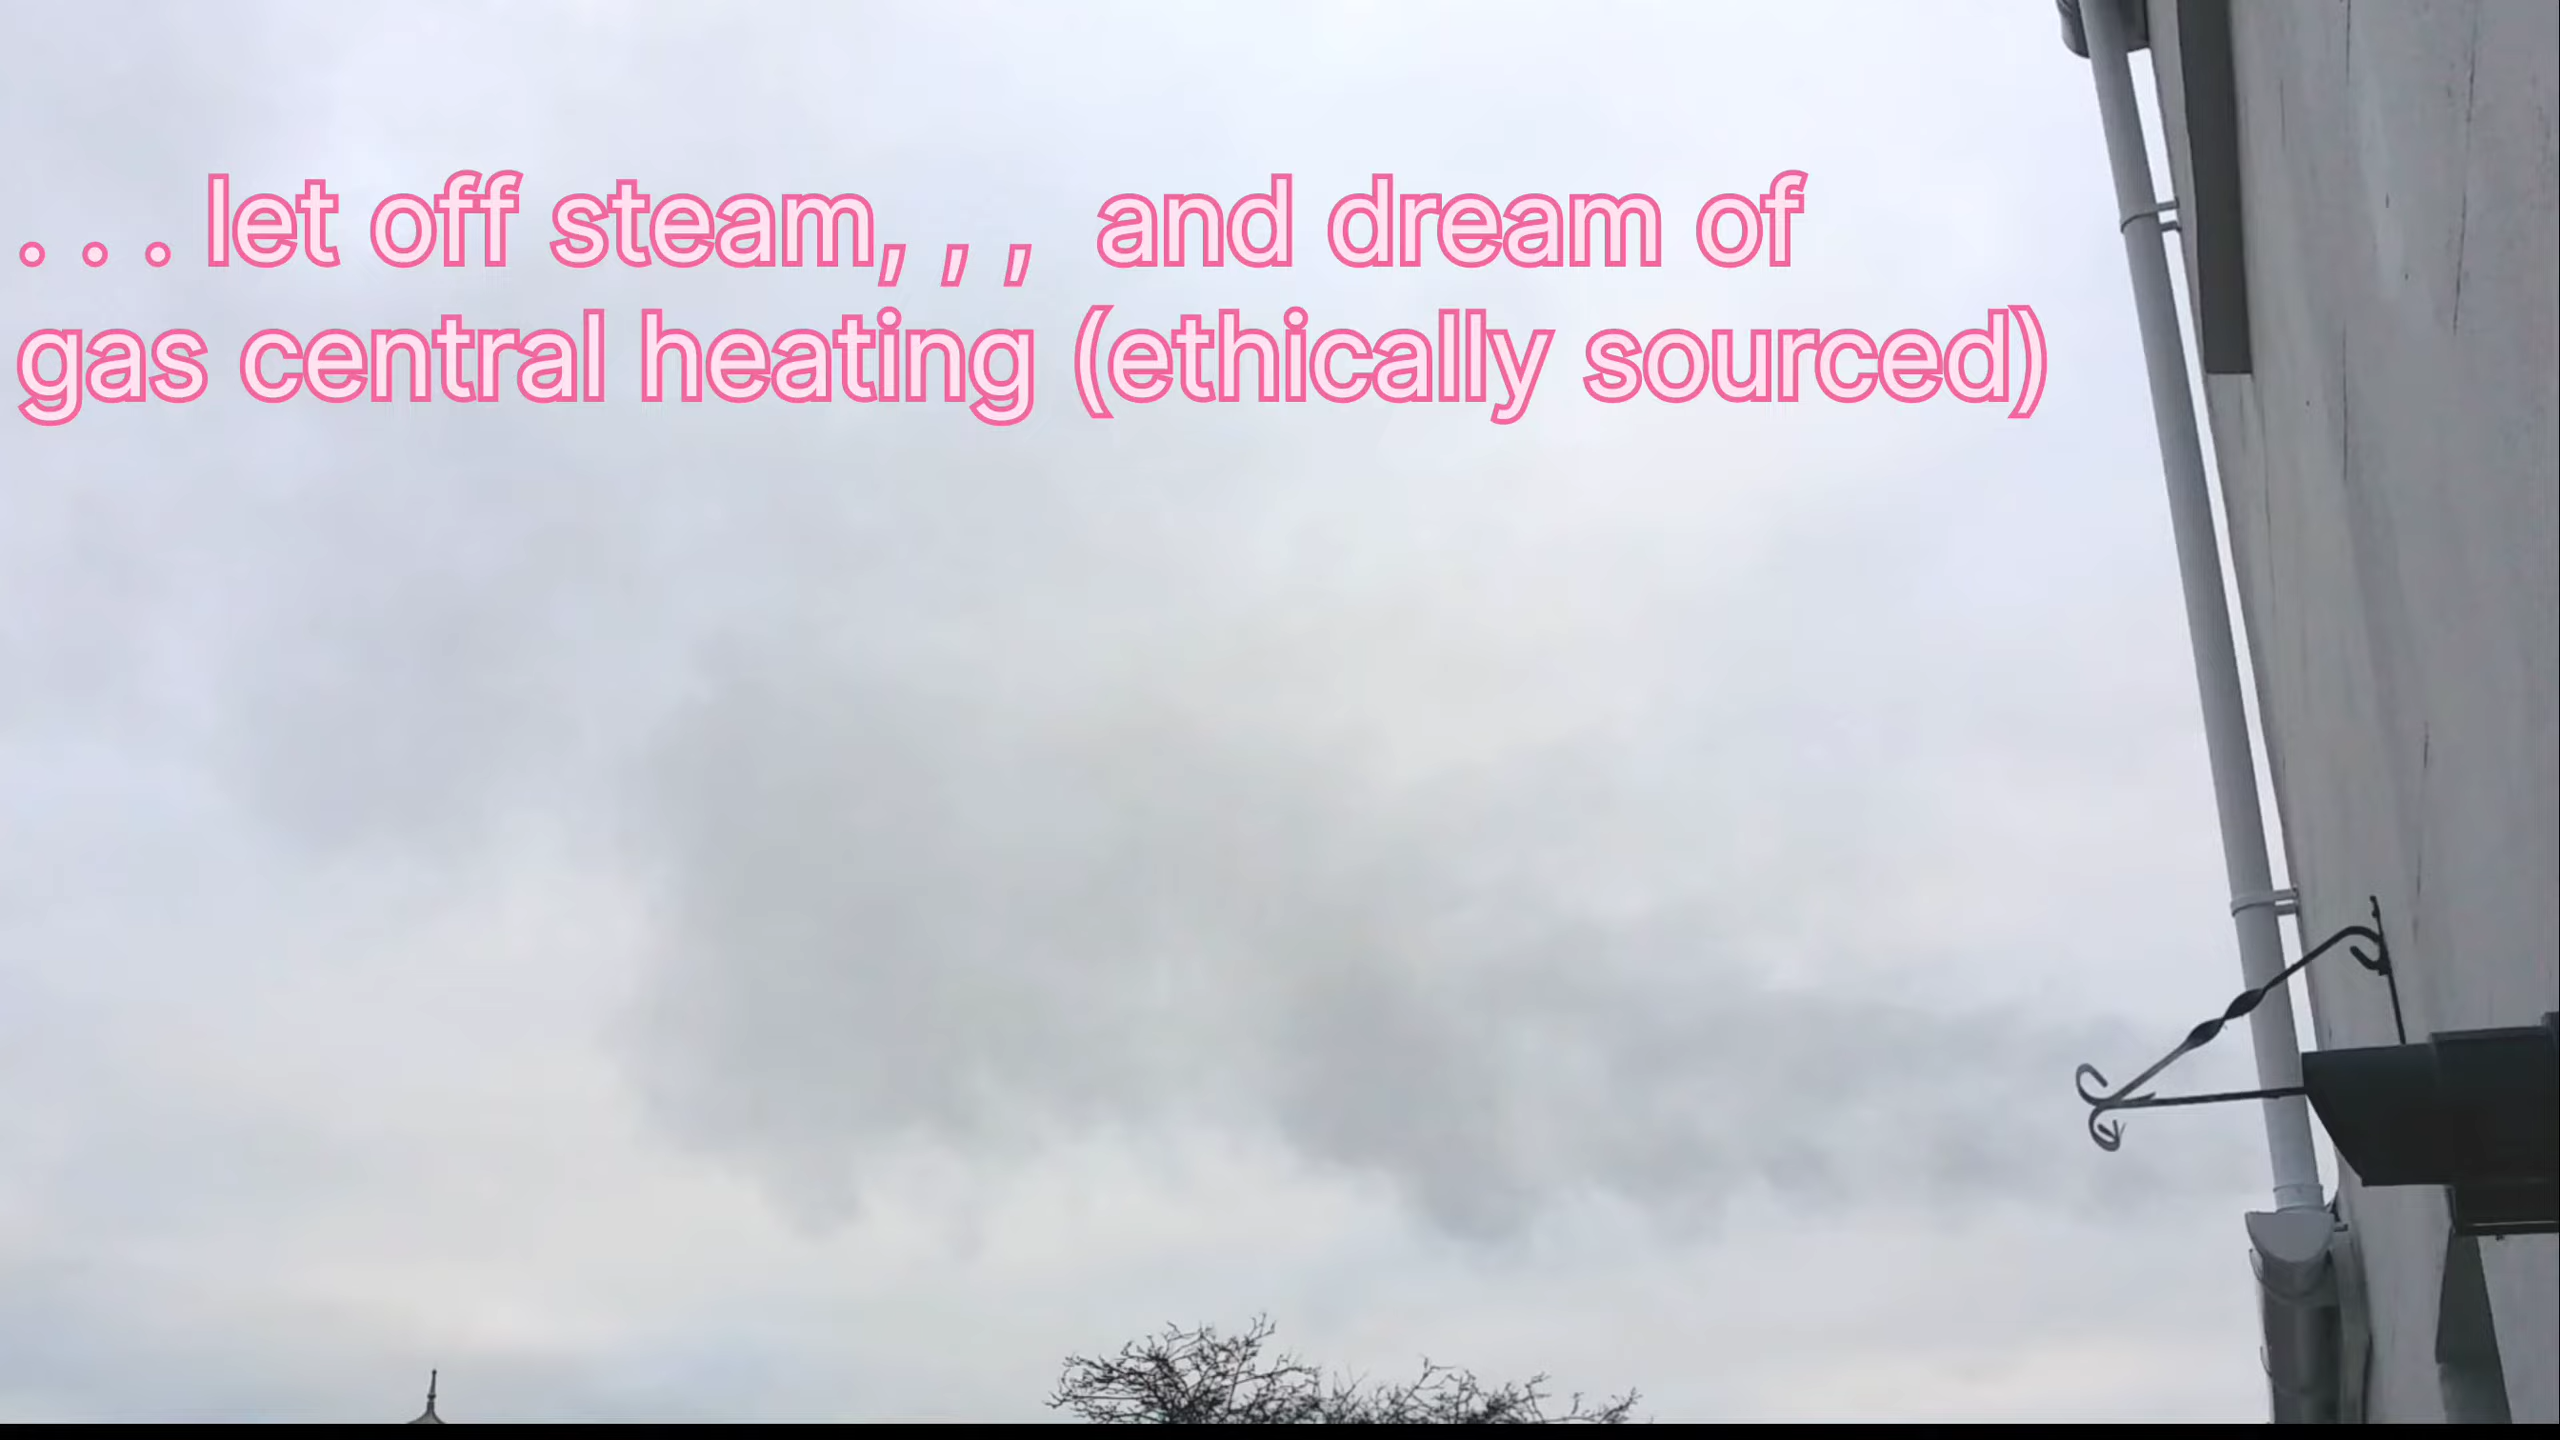 . . . let off steam, , ,  and dream of
gas central heating (ethically sourced)